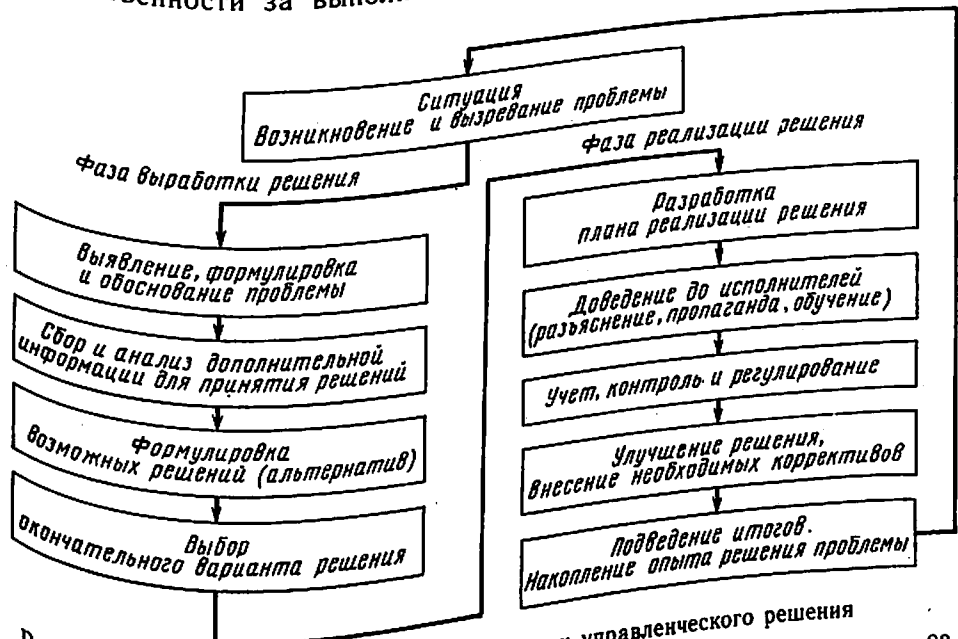 за
Ситуация
Возникновение и вызревание проблемы
Фаза выработки решения
Выявление, формулировка
и обоснование проблемы
Сбор и анализ дополнительной
информации для принятия решений
Формулировка
возможных решений (альтернатив)
Выбор
окончательного варианта решения
Фаза реализации решения
Разработка
плана реализации решения
Доведение до исполнителей
(разъяснение, пропаганда, обучение)
Учет, контроль и регулирование
Улучшение решения,
внесение необходимых коррективов
Подведение итогов.
Накопление опыта решения проблемы
управленческого решения